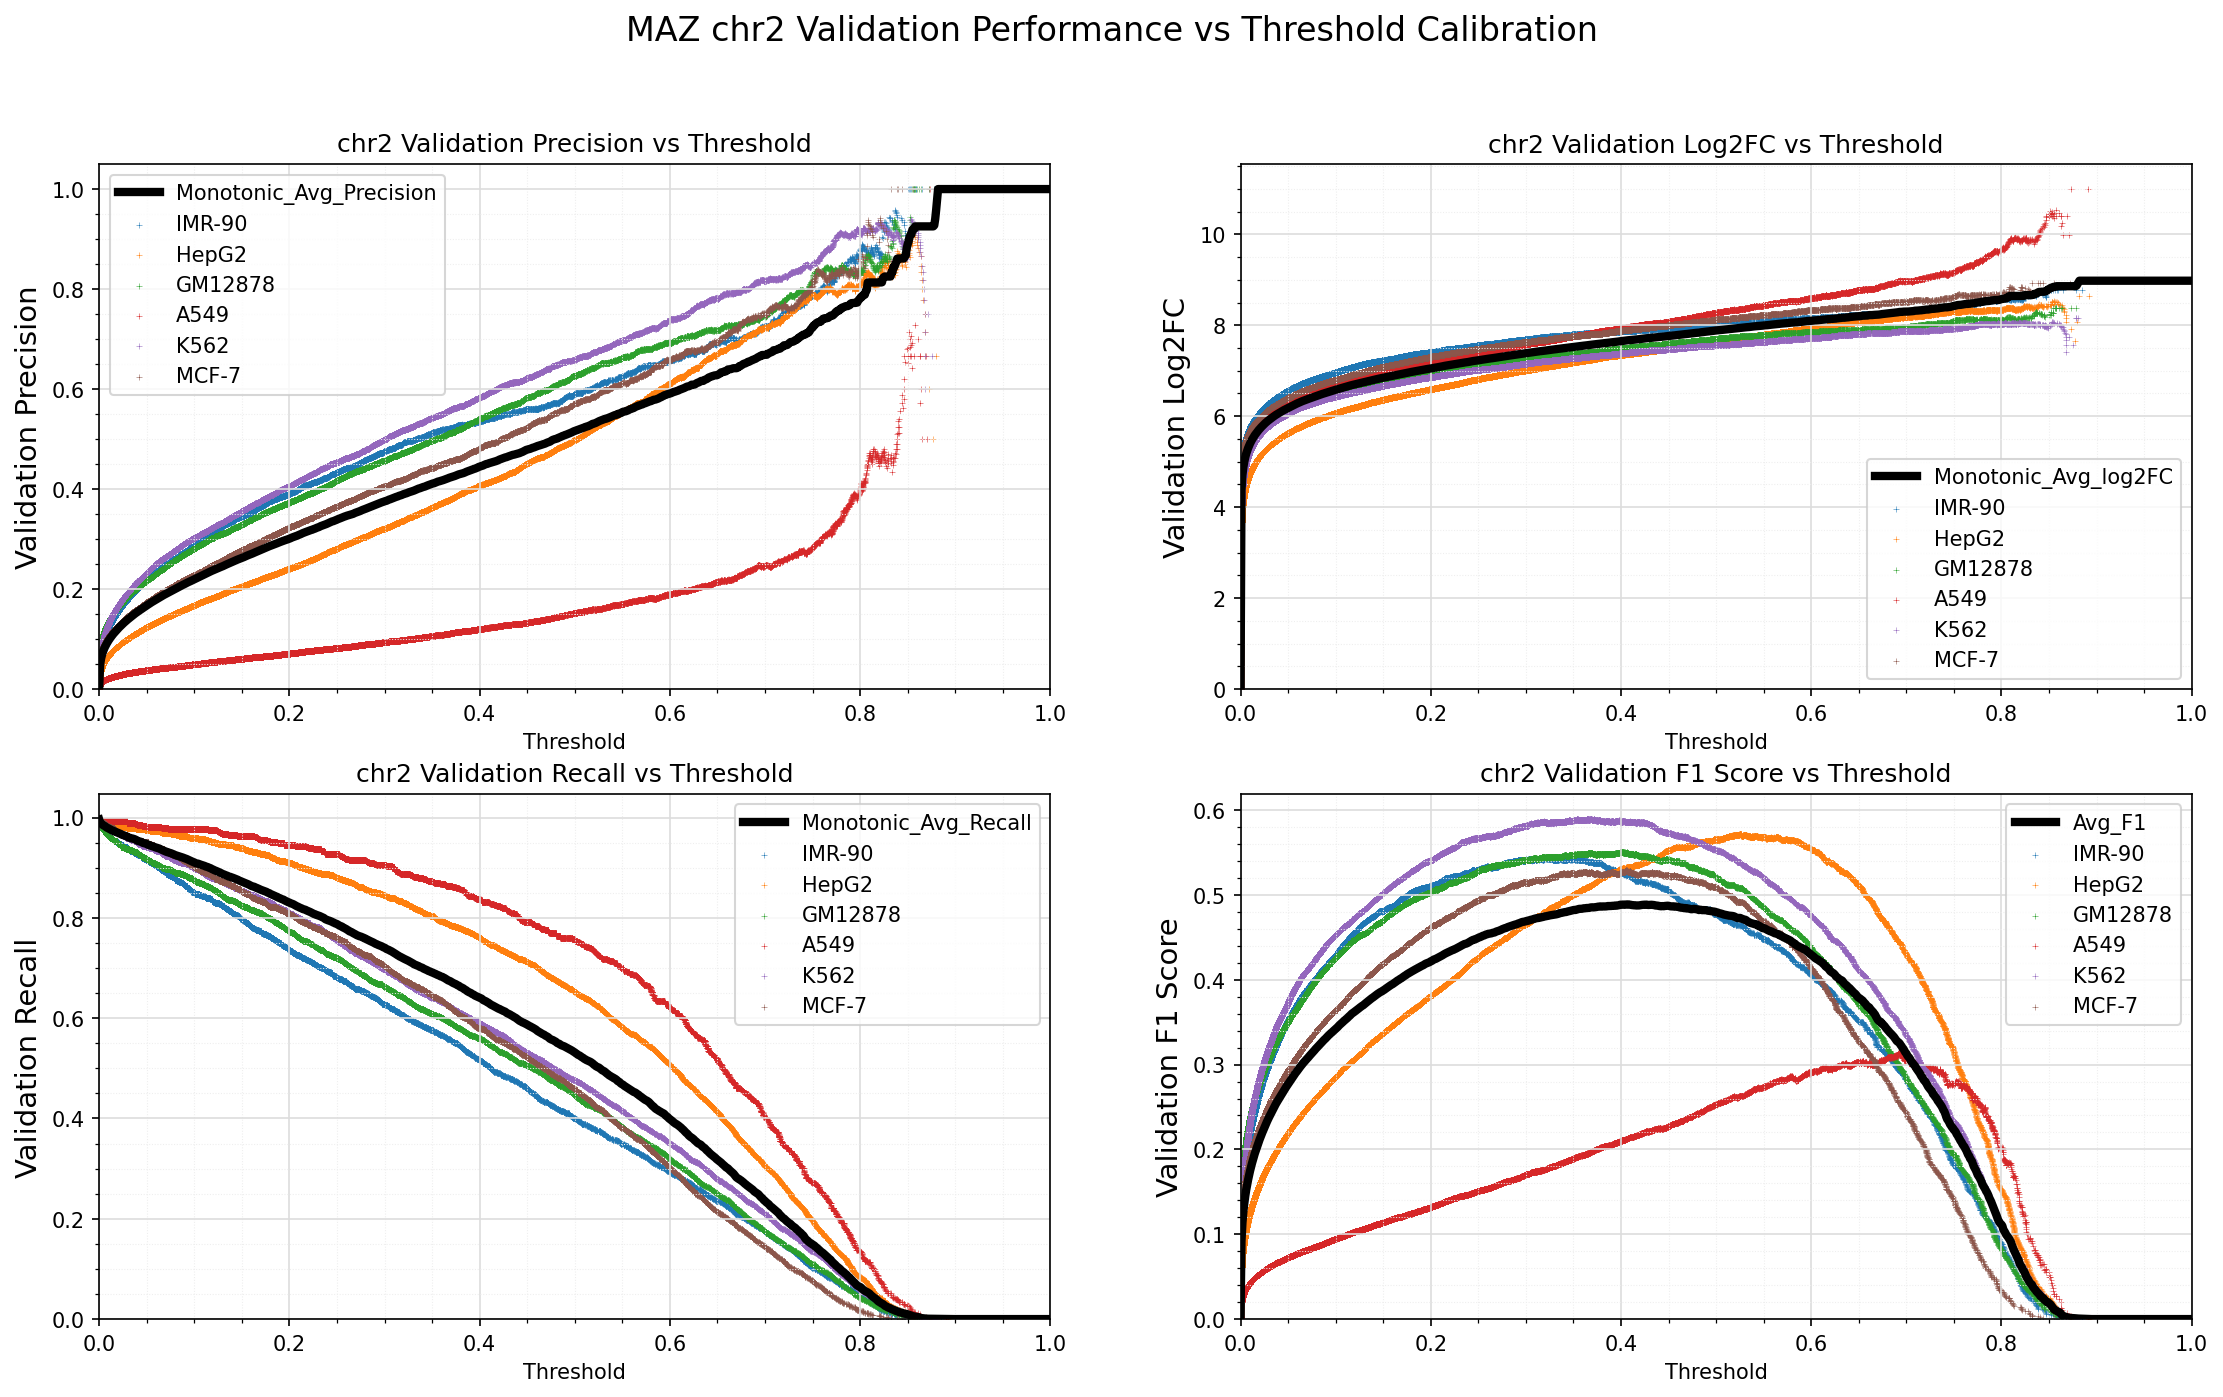 MAZ chr2 Validation Performance vs Threshold Calibration
chr2 Validation Precision vs Threshold
Validation Precision
1.0
0.8
0.6
0.4
0.2
0.0
Monotonic_Avg_Precision
IMR-90
HepG2
GM12878
A549
K562
MCF-7
0.0 0.2 0.4 0.6 0.8 1.0
Threshold
chr2 Validation Log2FC vs Threshold
Validation Log2FC
10
8
6
4
2
0
Monotonic_Avg_log2FC
IMR-90
HepG2
GM12878
A549
K562
MCF-7
0.0 0.2 0.4 0.6 0.8 1.0
Threshold
chr2 Validation Recall vs Threshold
Validation Recall
1.0
0.8
0.6
0.4
0.2
0.0
Monotonic_Avg_Recall
IMR-90
HepG2
GM12878
A549
K562
MCF-7
0.0 0.2 0.4 0.6 0.8 1.0
Threshold
chr2 Validation F1 Score vs Threshold
Validation F1 Score
0.6
0.5
0.4
0.3
0.2
0.1
0.0
Avg_F1
IMR-90
HepG2
GM12878
A549
K562
MCF-7
0.0 0.2 0.4 0.6 0.8 1.0
Threshold